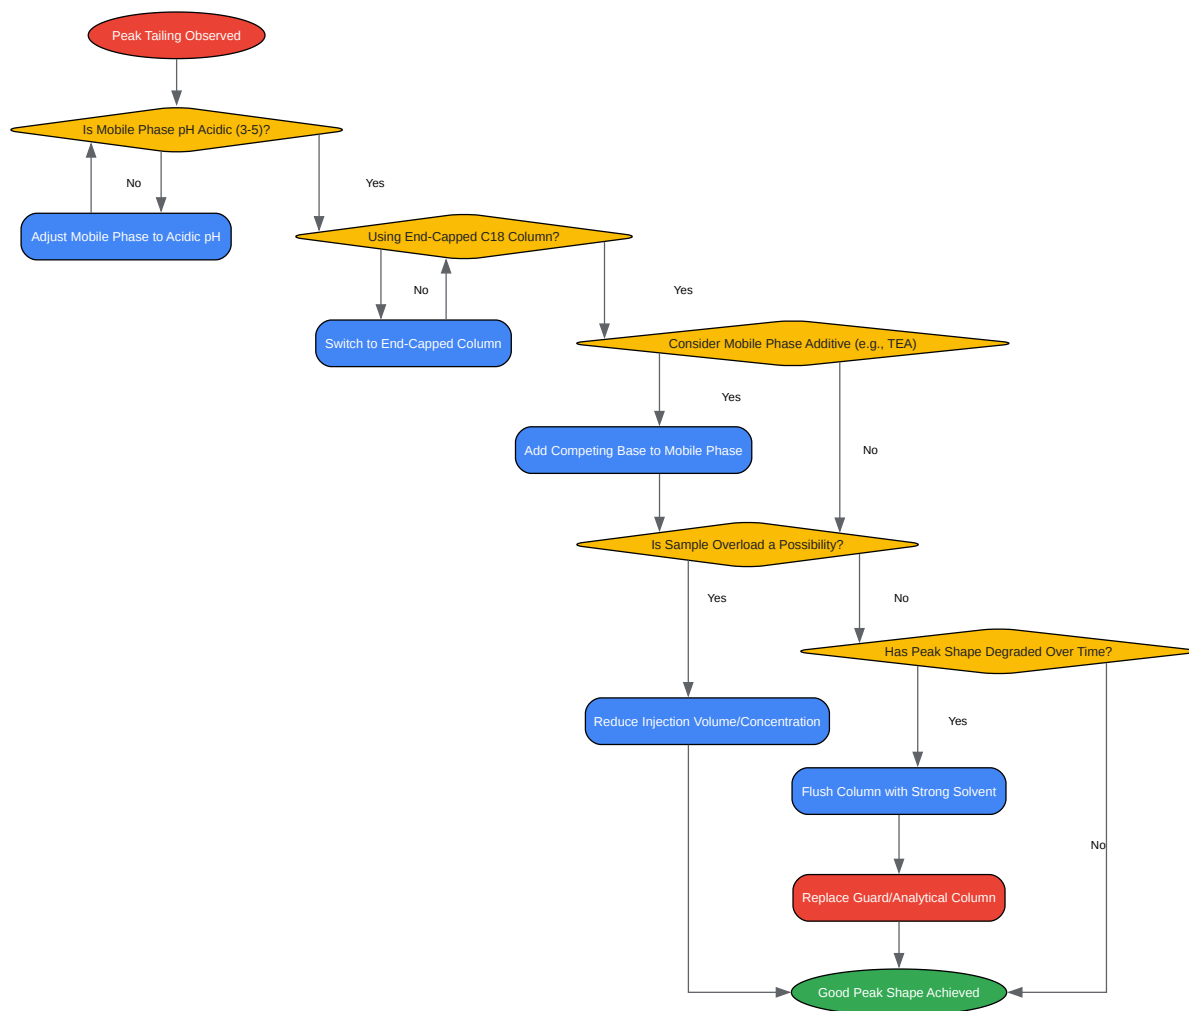 Peak Tailing Observed
Is Mobile Phase pH Acidic (3-5)?
No
Yes
Adjust Mobile Phase to Acidic pH
Using End-Capped C18 Column?
No
Yes
Switch to End-Capped Column
Consider Mobile Phase Additive (e.g., TEA)
Yes
Add Competing Base to Mobile Phase
No
Is Sample Overload a Possibility?
Yes
No
Has Peak Shape Degraded Over Time?
Reduce Injection Volume/Concentration
Yes
Flush Column with Strong Solvent
No
Replace Guard/Analytical Column
Good Peak Shape Achieved